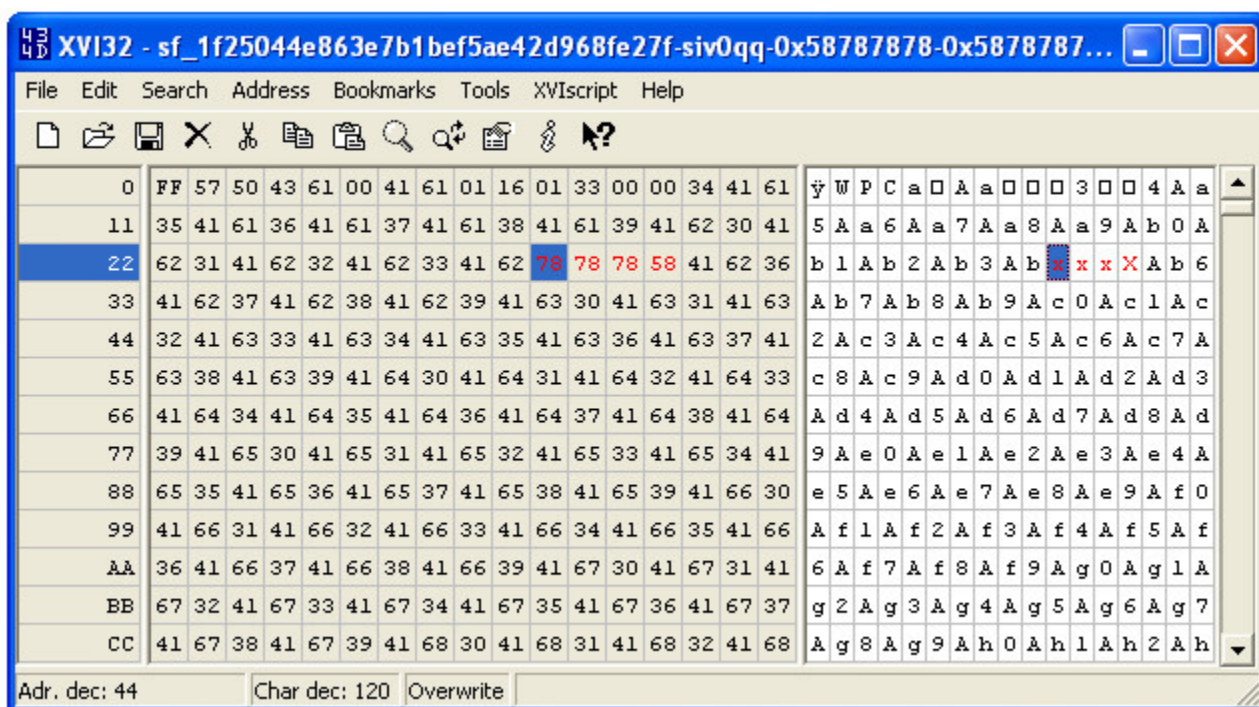 XVI32 - sf_1f25044e863e7b1bef5ae42d968fe27f-siv0qq-0x58787878-0x5878787...
File Edit Search Address Bookmarks Tools XVIscript Help
0 FF 57 50 43 61 00 41 61 01 16 01 33 00 00 34 41 61 ÿ W P C a □ A a □ □ □ 3 □ □ 4 A a
11 35 41 61 36 41 61 37 41 61 38 41 61 39 41 62 30 41 5 A a 6 A a 7 A a 8 A a 9 A b 0 A
22 62 31 41 62 32 41 62 33 41 62 78 78 78 58 41 62 36 b 1 A b 2 A b 3 A b x x x X A b 6
33 41 62 37 41 62 38 41 62 39 41 63 30 41 63 31 41 63 A b 7 A b 8 A b 9 A c 0 A c 1 A c
44 32 41 63 33 41 63 34 41 63 35 41 63 36 41 63 37 41 2 A c 3 A c 4 A c 5 A c 6 A c 7 A
55 63 38 41 63 39 41 64 30 41 64 31 41 64 32 41 64 33 c 8 A c 9 A d 0 A d 1 A d 2 A d 3
66 41 64 34 41 64 35 41 64 36 41 64 37 41 64 38 41 64 A d 4 A d 5 A d 6 A d 7 A d 8 A d
77 39 41 65 30 41 65 31 41 65 32 41 65 33 41 65 34 41 9 A e 0 A e 1 A e 2 A e 3 A e 4 A
88 65 35 41 65 36 41 65 37 41 65 38 41 65 39 41 66 30 e 5 A e 6 A e 7 A e 8 A e 9 A f 0
99 41 66 31 41 66 32 41 66 33 41 66 34 41 66 35 41 66 A f 1 A f 2 A f 3 A f 4 A f 5 A f
AA 36 41 66 37 41 66 38 41 66 39 41 67 30 41 67 31 41 6 A f 7 A f 8 A f 9 A g 0 A g 1 A
BB 67 32 41 67 33 41 67 34 41 67 35 41 67 36 41 67 37 g 2 A g 3 A g 4 A g 5 A g 6 A g 7
CC 41 67 38 41 67 39 41 68 30 41 68 31 41 68 32 41 68 A g 8 A g 9 A h 0 A h 1 A h 2 A h
Adr. dec: 44 Char dec: 120 Overwrite